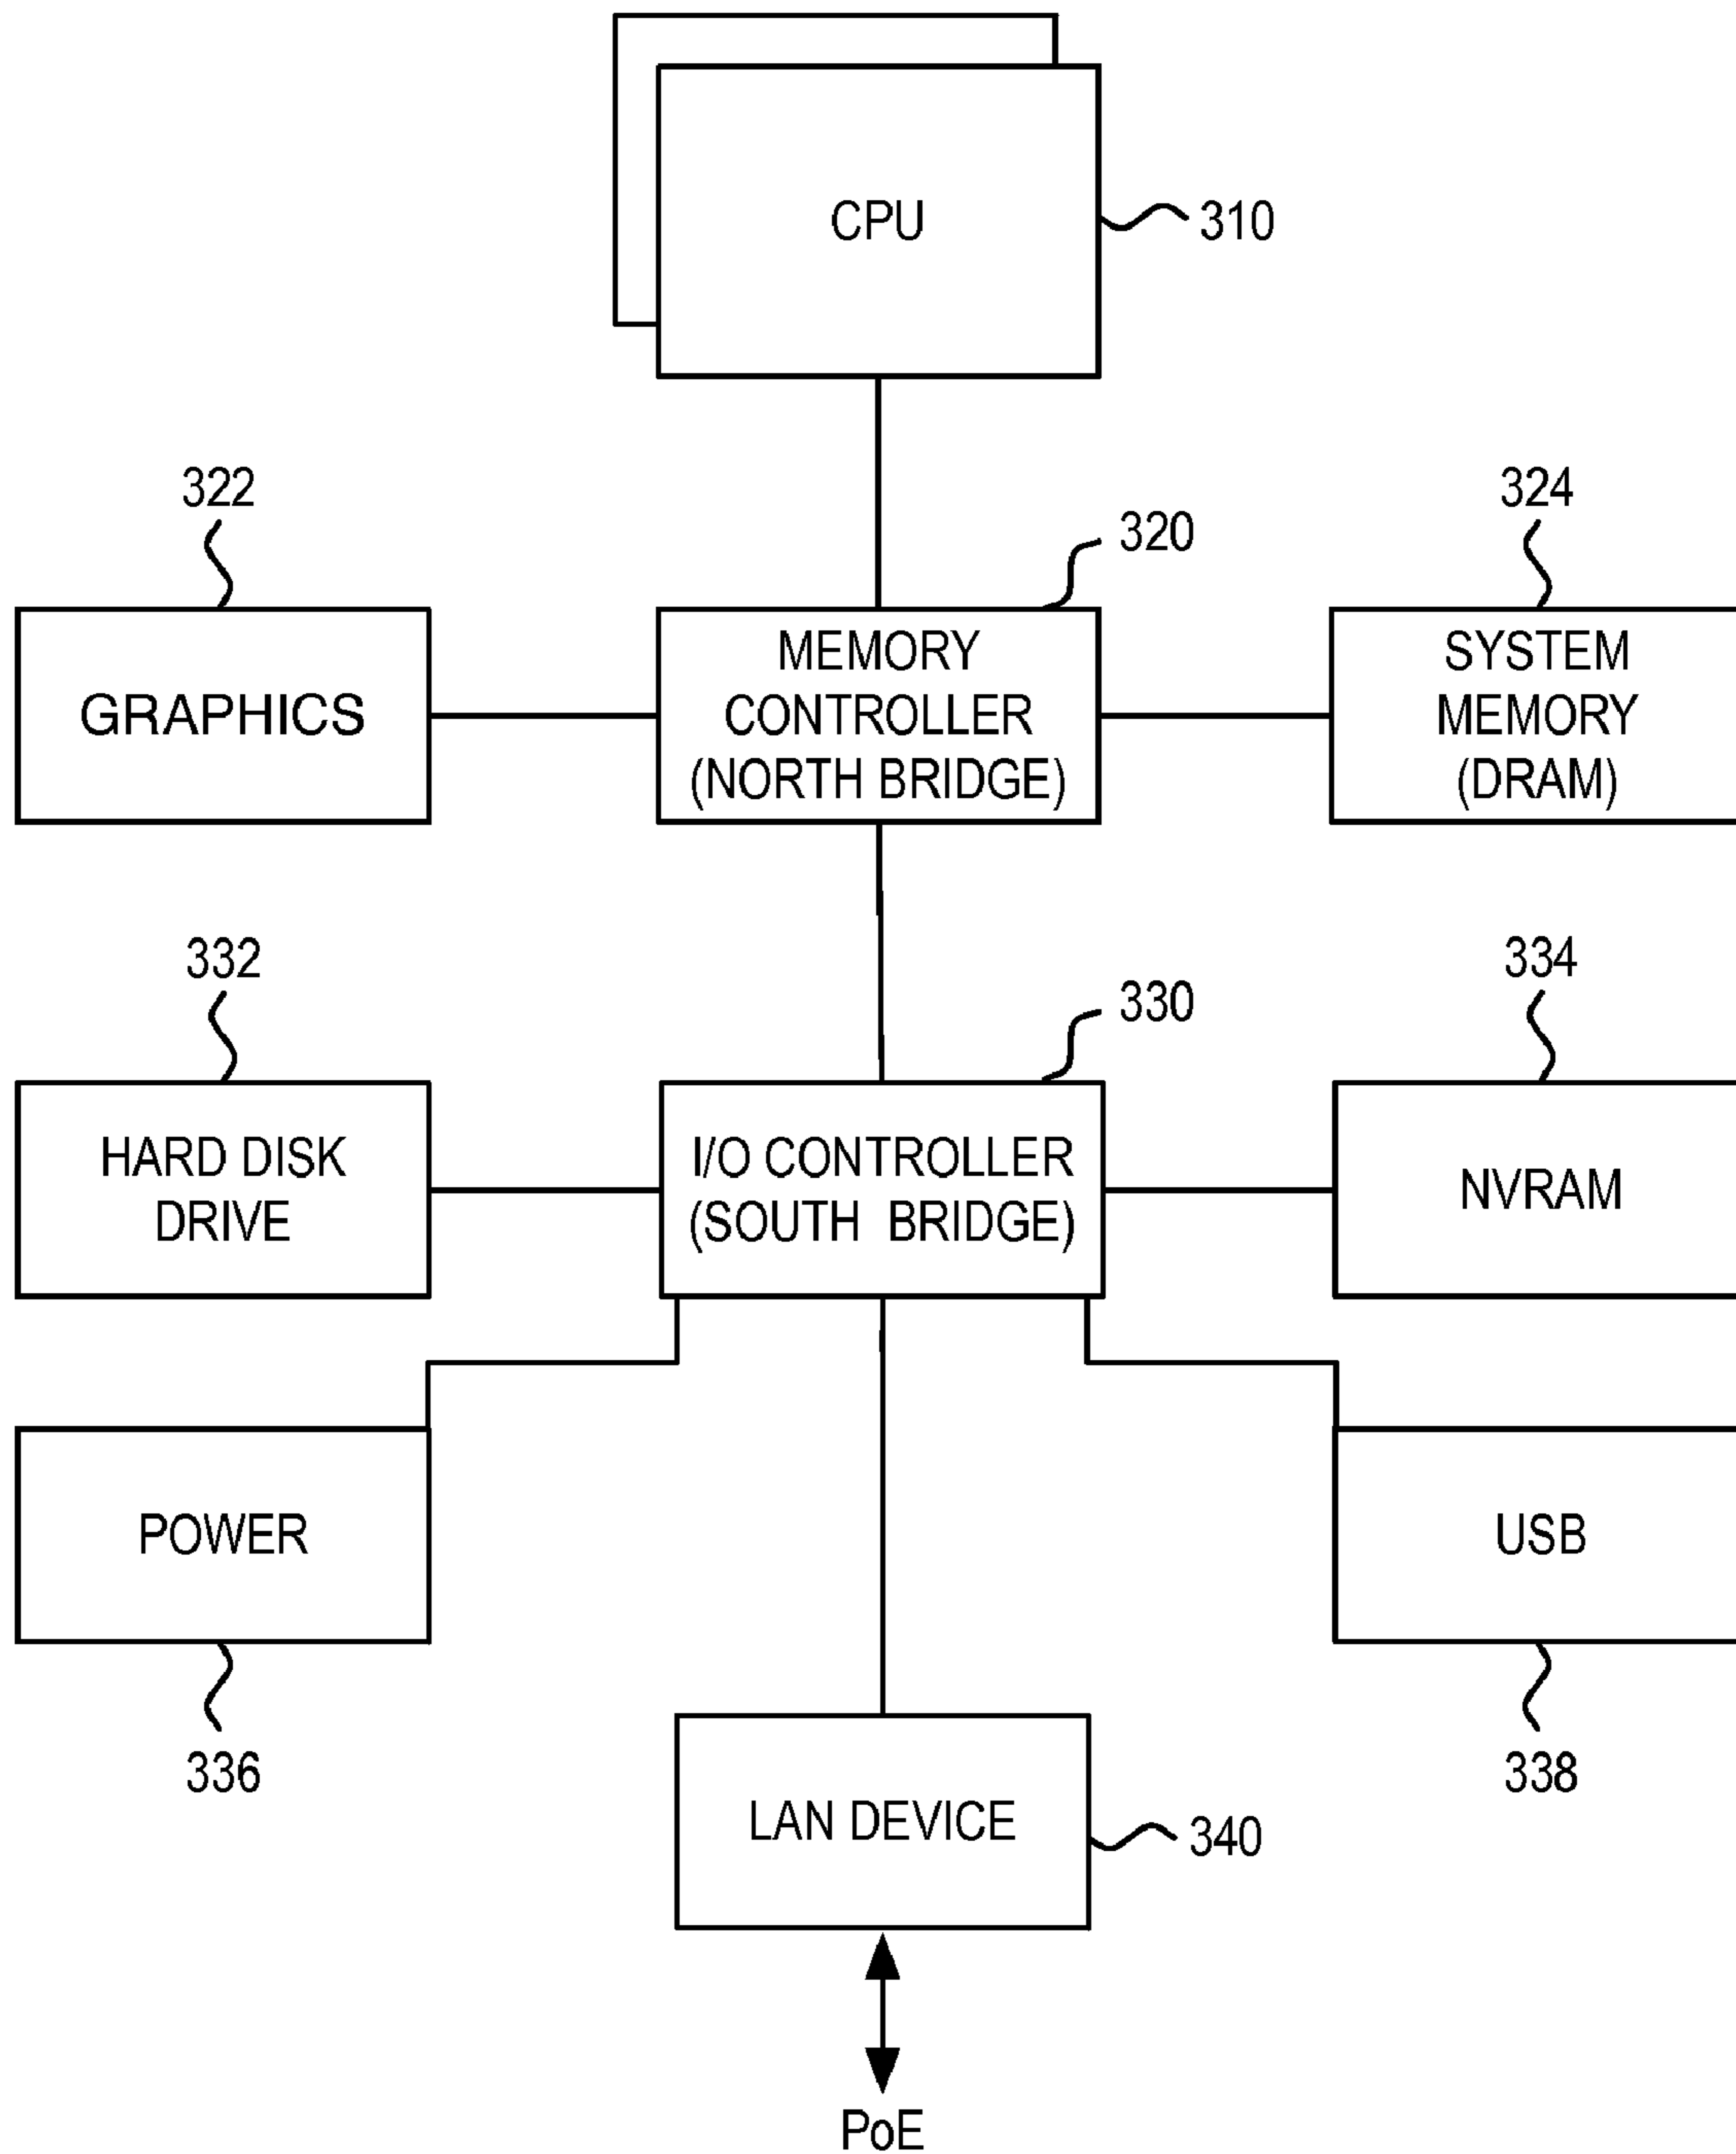 CPU
310
322
320
324
GRAPHICS
MEMORY
CONTROLLER
(NORTH BRIDGE)
SYSTEM
MEMORY
(DRAM)
332
330
334
HARD DISK
DRIVE
I/O CONTROLLER
(SOUTH BRIDGE)
NVRAM
POWER
USB
336
338
LAN DEVICE
340
PoE